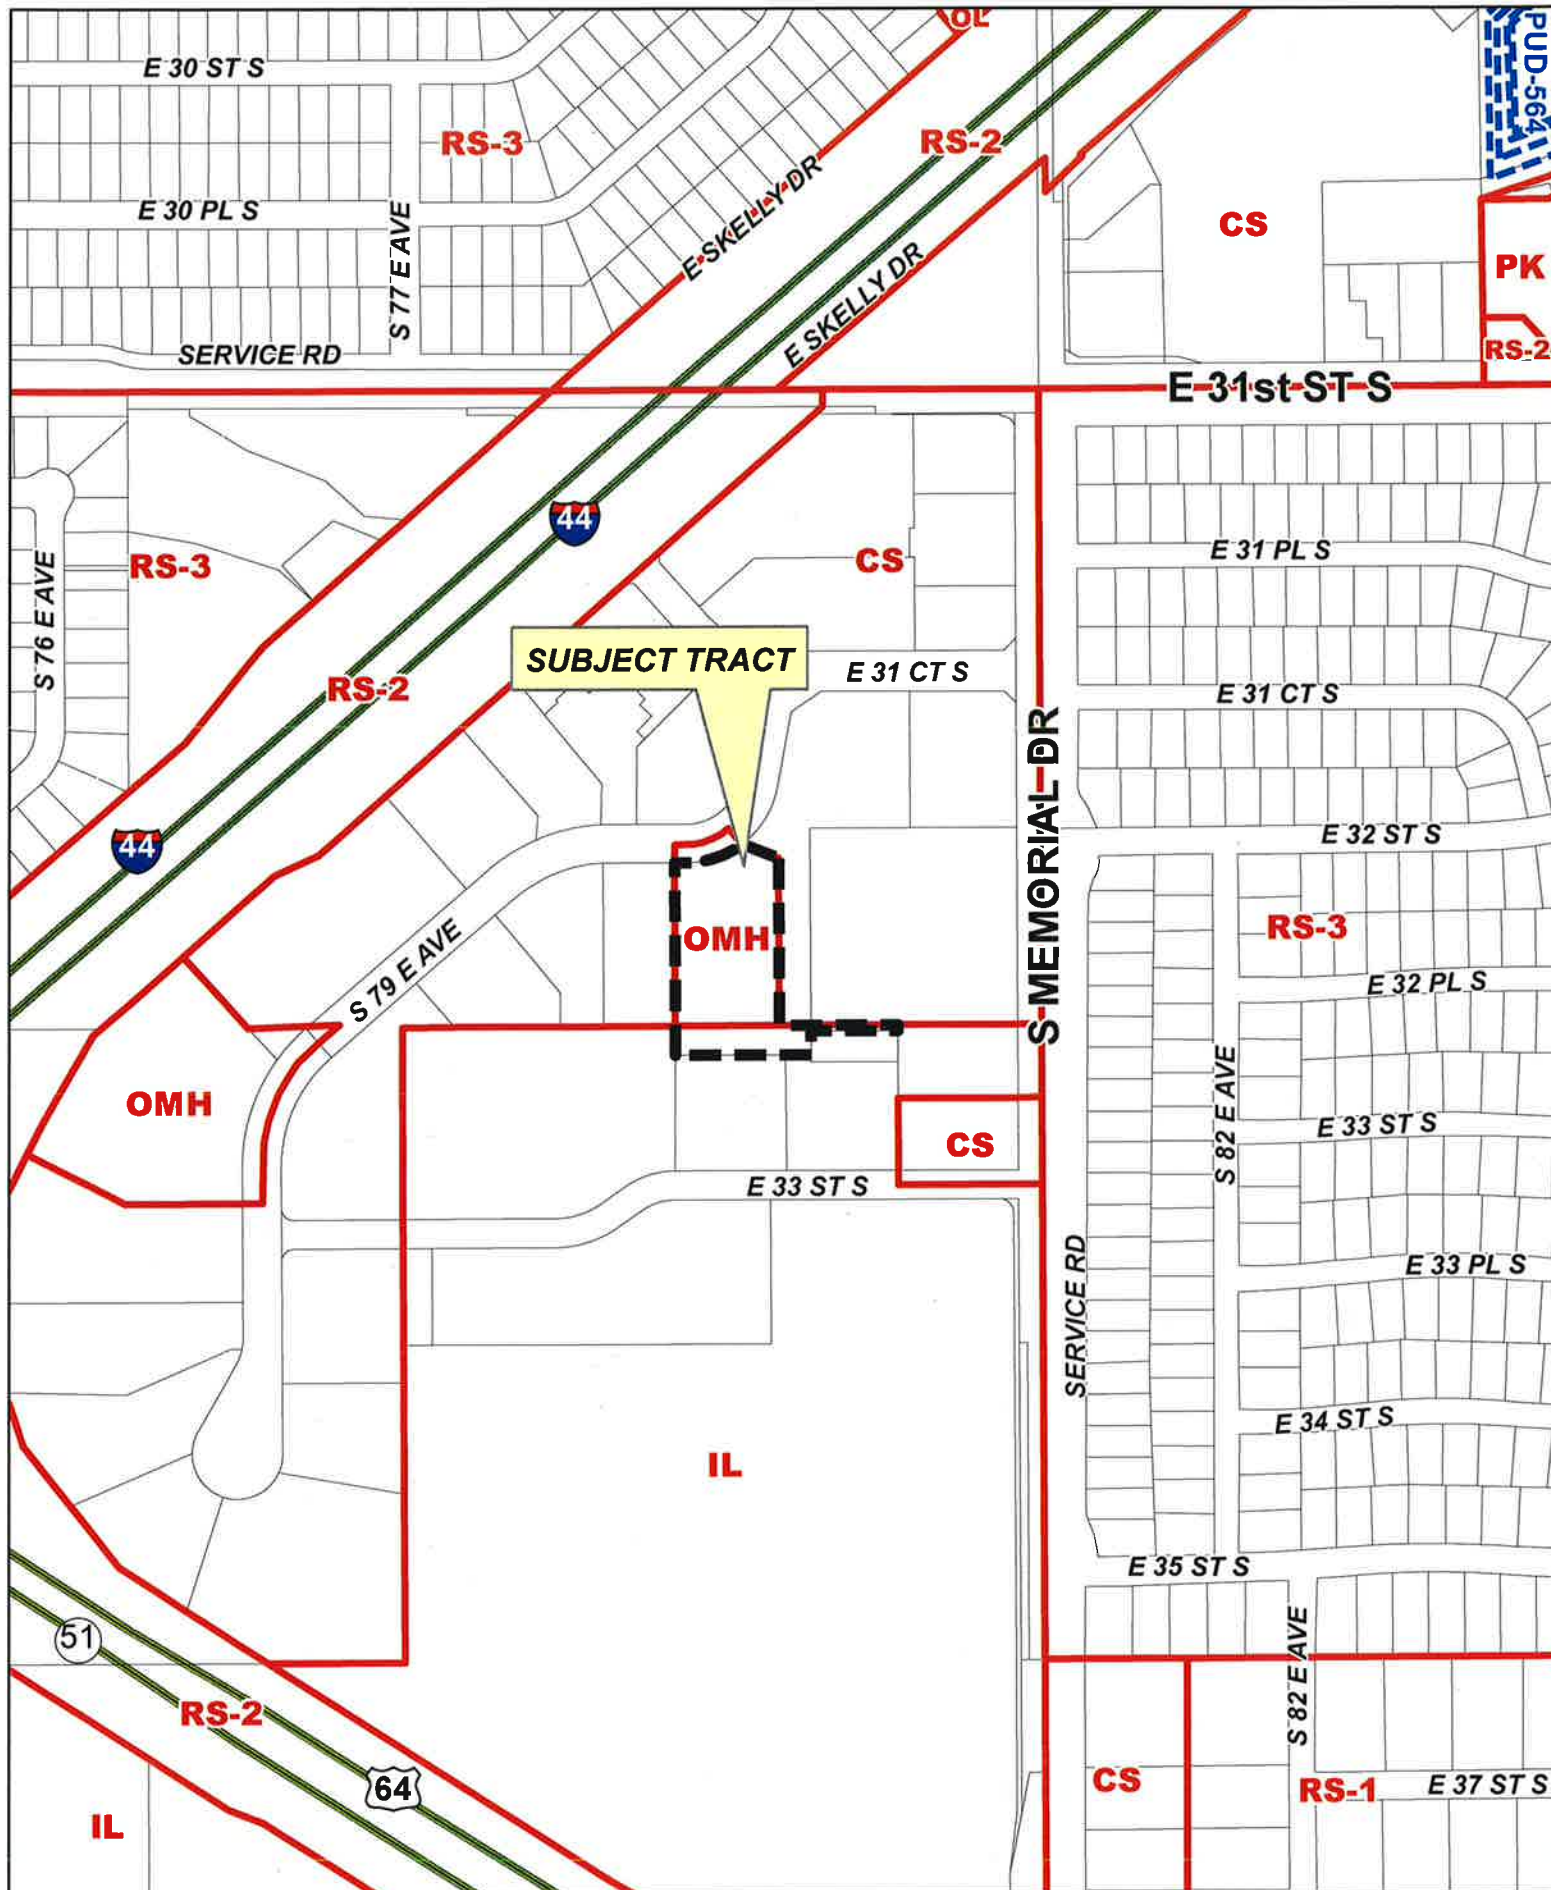 OL
E 30 ST S
PUD-564
RS-3
RS-2
E 30 PL S
E SKELLY DR
CS
S 77 E AVE
PK
E SKELLY DR
SERVICE RD
RS-2
E 31st ST S
44
E 31 PL S
CS
RS-3
S 76 E AVE
SUBJECT TRACT
E 31 CT S
RS-2
E 31 CT S
S MEMORIAL DR
E 32 ST S
44
RS-3
OMH
S 79 E AVE
E 32 PL S
OMH
S 82 E AVE
E 33 ST S
CS
E 33 ST S
E 33 PL S
SERVICE RD
E 34 ST S
IL
E 35 ST S
51
S 82 E AVE
RS-2
64
CS
RS-1
E 37 ST S
IL